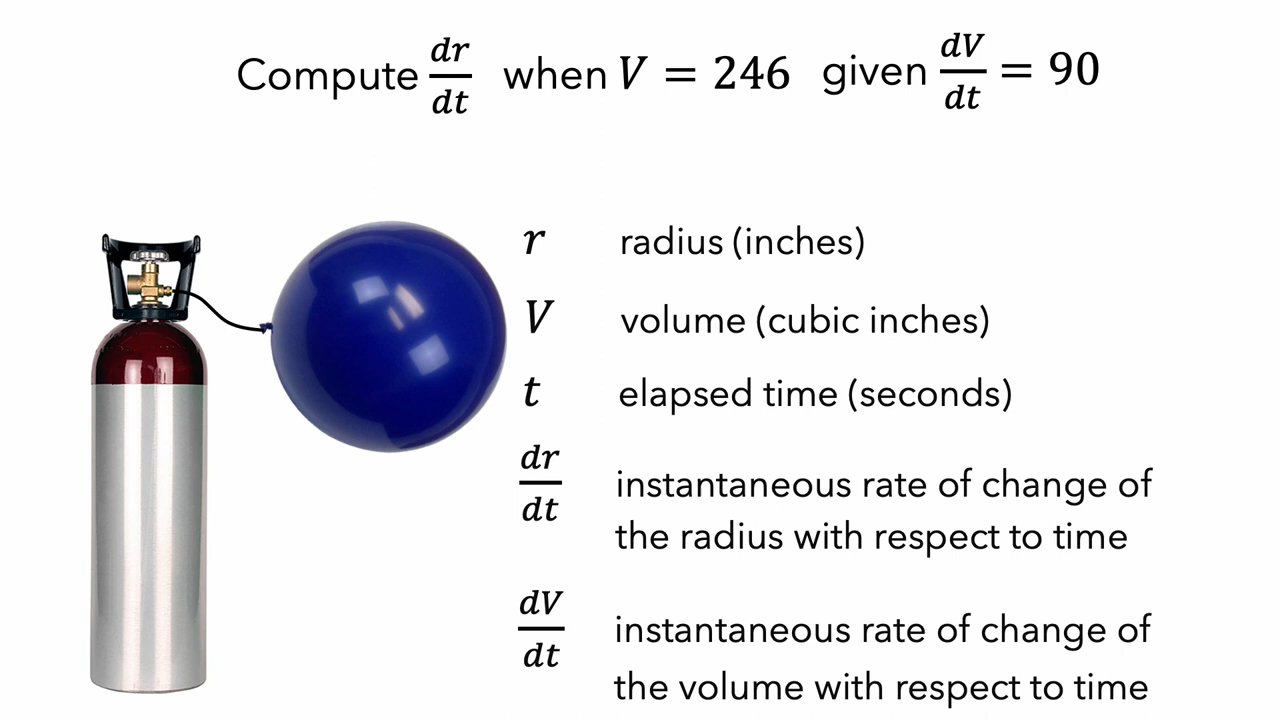 Compute dr/dt when V = 246 given dV/dt = 90
r radius (inches)
V volume (cubic inches)
t elapsed time (seconds)
dr/dt instantaneous rate of change of
the radius with respect to time
dV/dt instantaneous rate of change of
the volume with respect to time